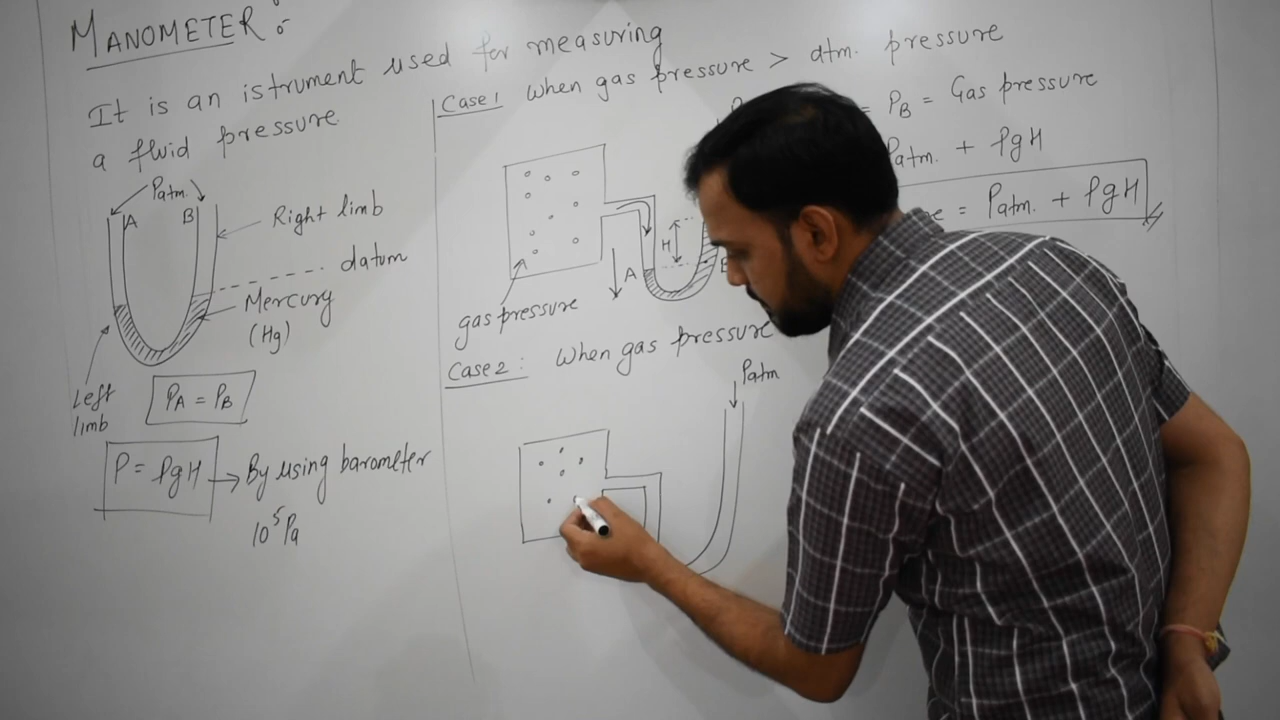 MANOMETER :-
It is an istrument used for measuring
a fluid pressure.
Patm.
A
B
Right limb
datum
Mercury
(Hg)
Left
limb
PA = PB
P = ρgH → By using barometer
10⁵ Pa
Case 1 When gas pressure > atm. pressure
= PB = Gas pressure
Patm. + ρgH
= Patm. + ρgH
H
A
gas pressure
Case 2 : When gas pressure
Patm